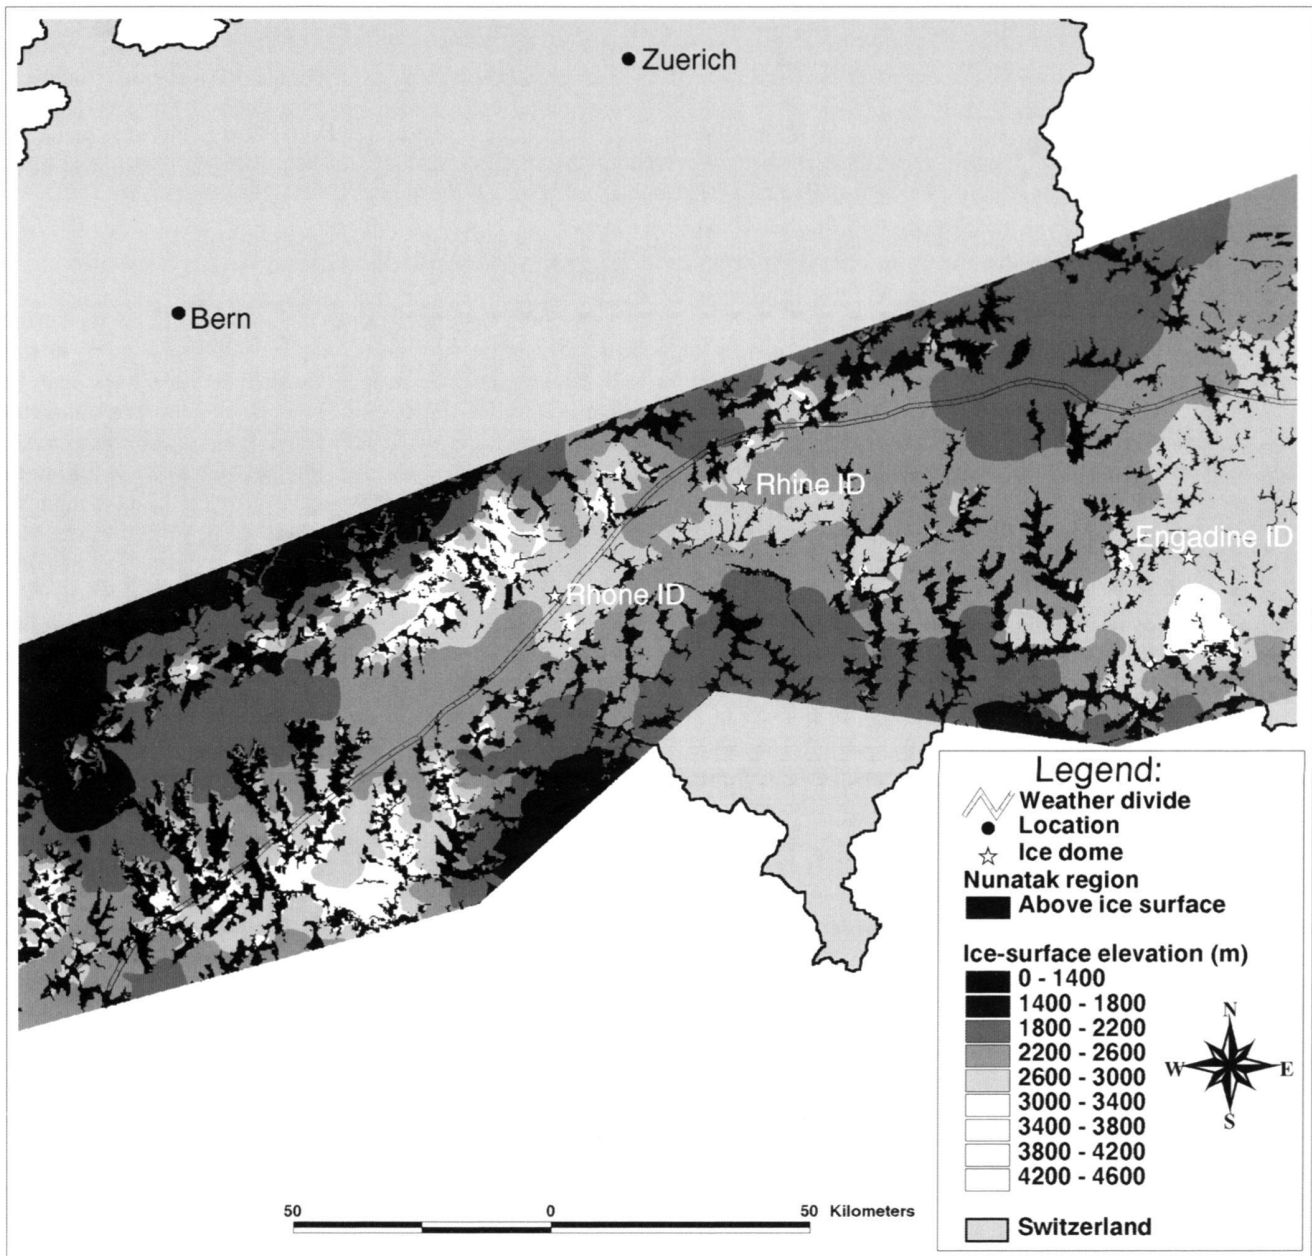 Zuerich
Bern
Rhine ID
Engadine ID
Rhone ID
Legend:
Weather divide
Location
Ice dome
Nunatak region
Above ice surface
Ice-surface elevation (m)
0 - 1400
1400 - 1800
1800 - 2200
2200 - 2600
2600 - 3000
3000 - 3400
3400 - 3800
3800 - 4200
4200 - 4600
Switzerland
N
W E
S
50 0 50 Kilometers